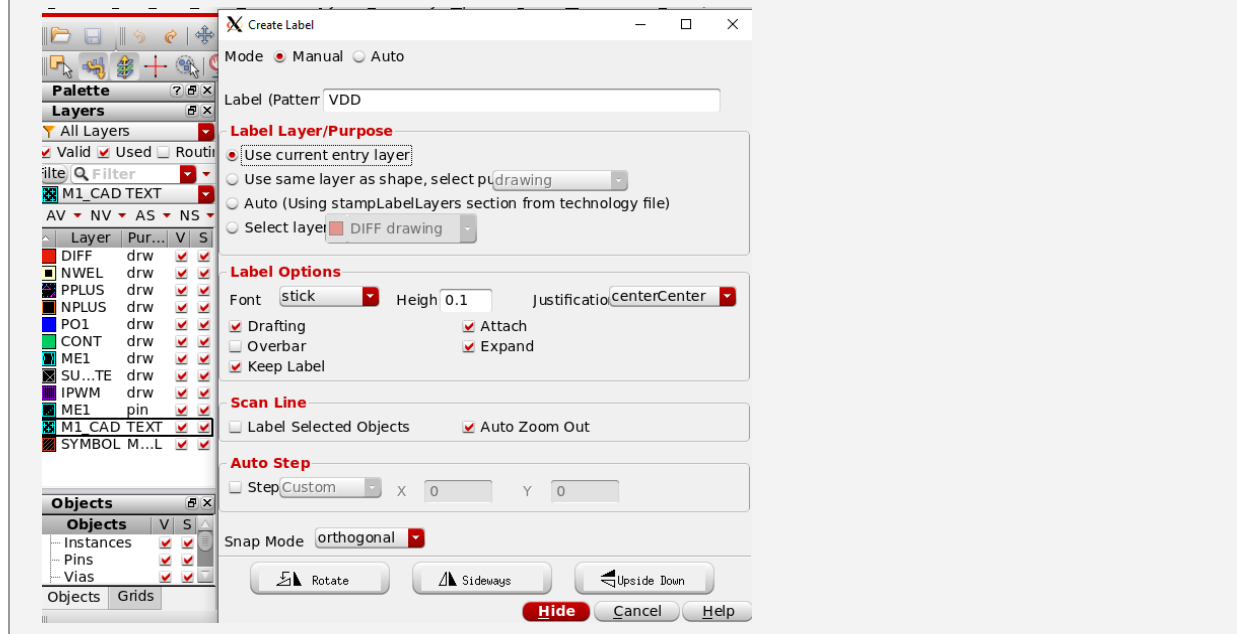 Create Label
Mode Manual Auto
Label (Patterr VDD
Label Layer/Purpose
Use current entry layer
Use same layer as shape, select pu drawing
Auto (Using stampLabelLayers section from technology file)
Select layer DIFF drawing
Label Options
Font stick Heigh 0.1 Justificatio centerCenter
Drafting Attach
Overbar Expand
Keep Label
Scan Line
Label Selected Objects Auto Zoom Out
Auto Step
Step Custom X 0 Y 0
Snap Mode orthogonal
Rotate Sideways Upside Down
Hide Cancel Help
Palette
Layers
All Layers
Valid Used Routi
ilte Filter
M1_CAD TEXT
AV NV AS NS
Layer Pur... V S
DIFF drw
NWEL drw
PPLUS drw
NPLUS drw
PO1 drw
CONT drw
ME1 drw
SU...TE drw
IPWM drw
ME1 pin
M1_CAD TEXT
SYMBOL M...L
Objects
Objects V S
Instances
Pins
Vias
Objects Grids